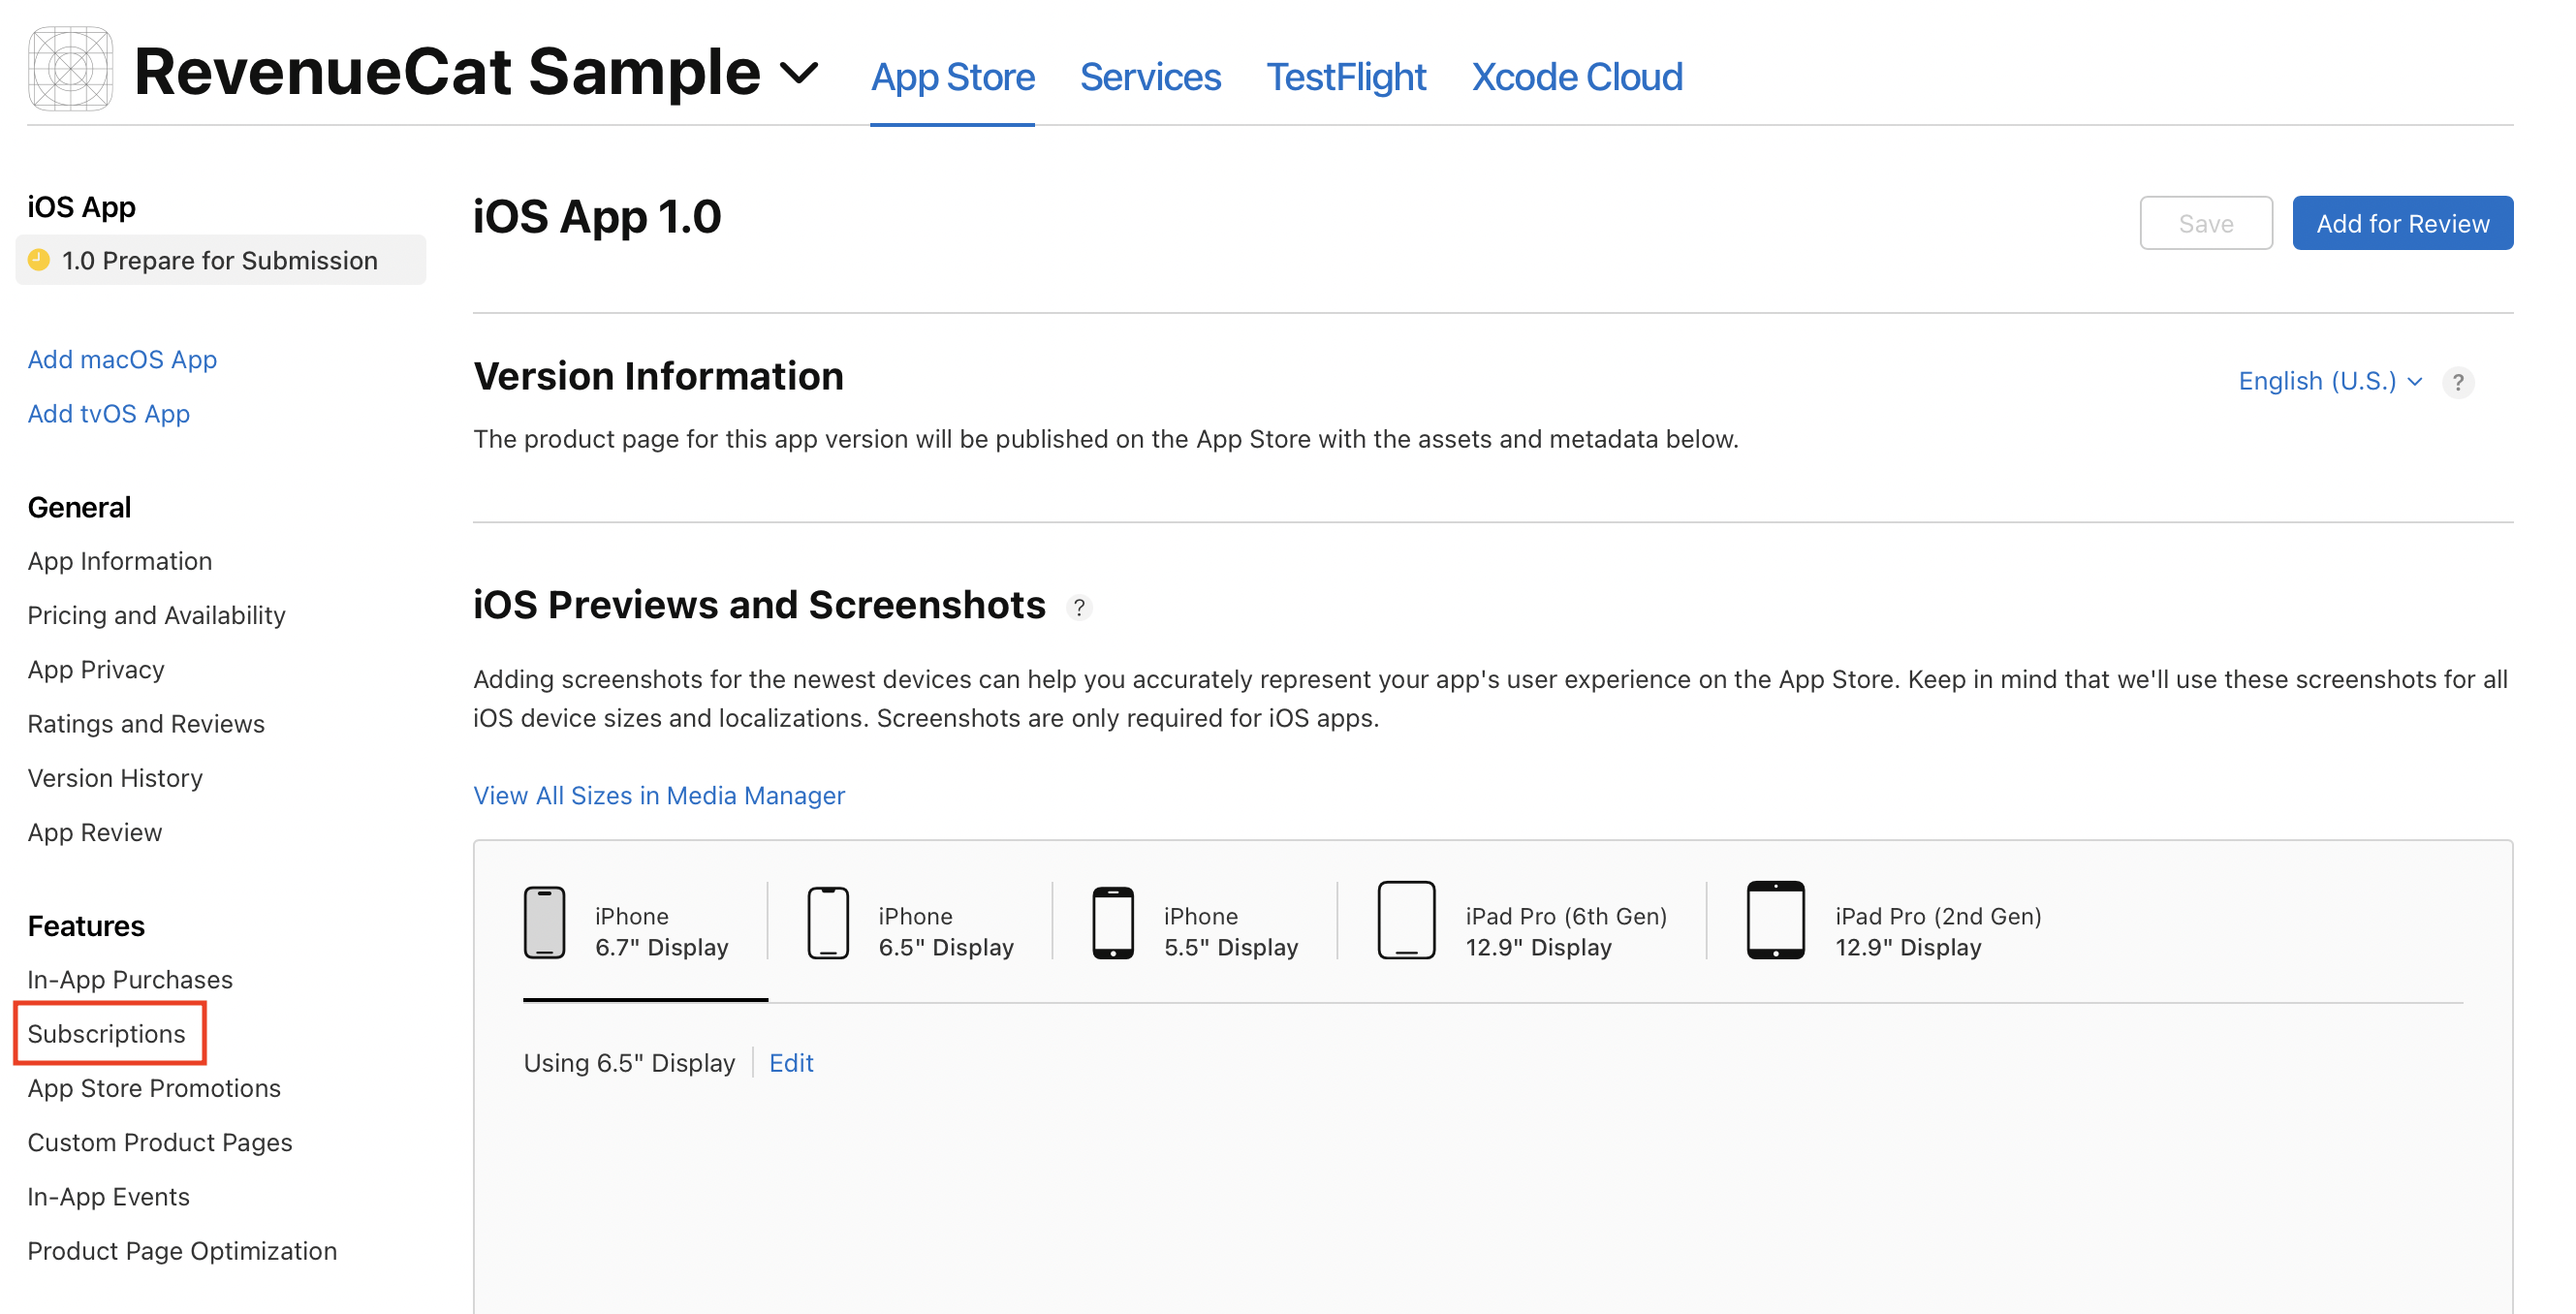 RevenueCat Sample
App Store Services TestFlight Xcode Cloud
iOS App
1.0 Prepare for Submission
Add macOS App
Add tvOS App
General
App Information
Pricing and Availability
App Privacy
Ratings and Reviews
Version History
App Review
Features
In-App Purchases
Subscriptions
App Store Promotions
Custom Product Pages
In-App Events
Product Page Optimization
iOS App 1.0
Save
Add for Review
Version Information
English (U.S.)
?
The product page for this app version will be published on the App Store with the assets and metadata below.
iOS Previews and Screenshots
?
Adding screenshots for the newest devices can help you accurately represent your app's user experience on the App Store. Keep in mind that we'll use these screenshots for all
iOS device sizes and localizations. Screenshots are only required for iOS apps.
View All Sizes in Media Manager
iPhone
6.7" Display
iPhone
6.5" Display
iPhone
5.5" Display
iPad Pro (6th Gen)
12.9" Display
iPad Pro (2nd Gen)
12.9" Display
Using 6.5" Display
Edit